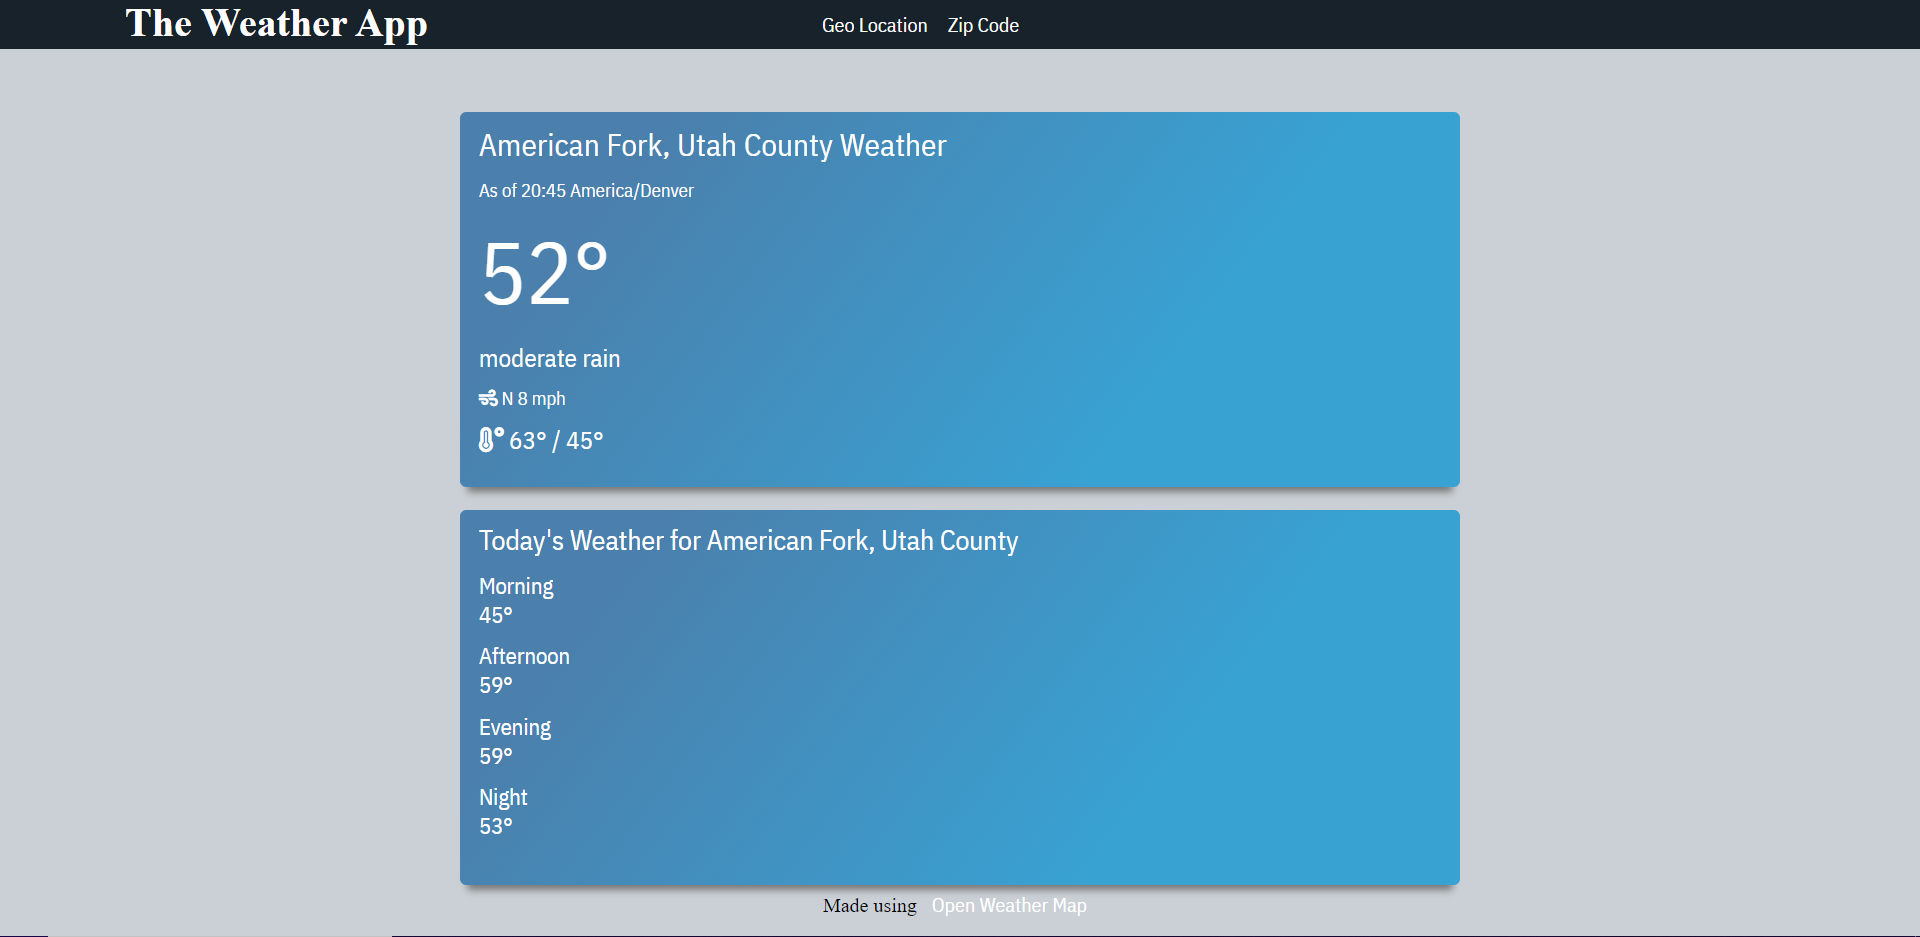 The Weather App
Geo Location Zip Code
American Fork, Utah County Weather
As of 20:45 America/Denver
52°
moderate rain
N 8 mph
63° / 45°
Today's Weather for American Fork, Utah County
Morning
45°
Afternoon
59°
Evening
59°
Night
53°
Made using Open Weather Map